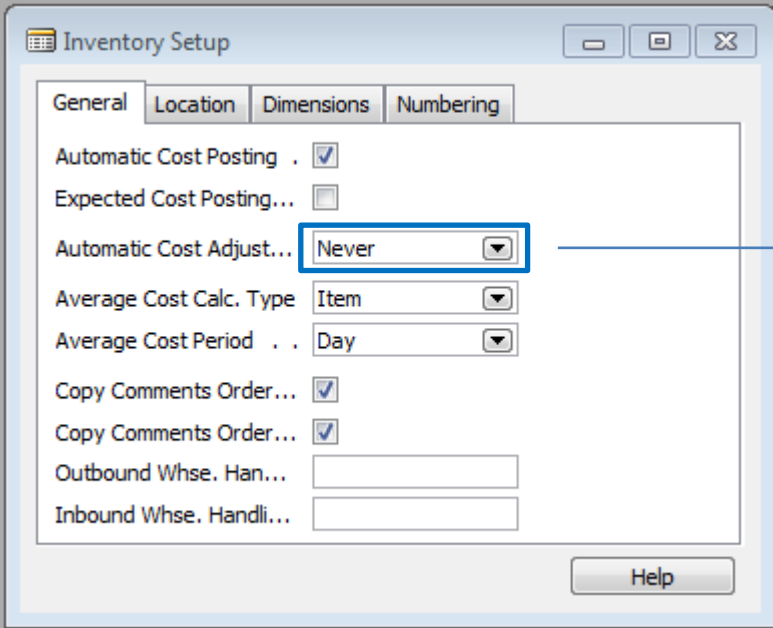 Inventory Setup
General Location Dimensions Numbering
Automatic Cost Posting .
Expected Cost Posting...
Automatic Cost Adjust... Never
Average Cost Calc. Type Item
Average Cost Period . . Day
Copy Comments Order...
Copy Comments Order...
Outbound Whse. Han...
Inbound Whse. Handli...
Help